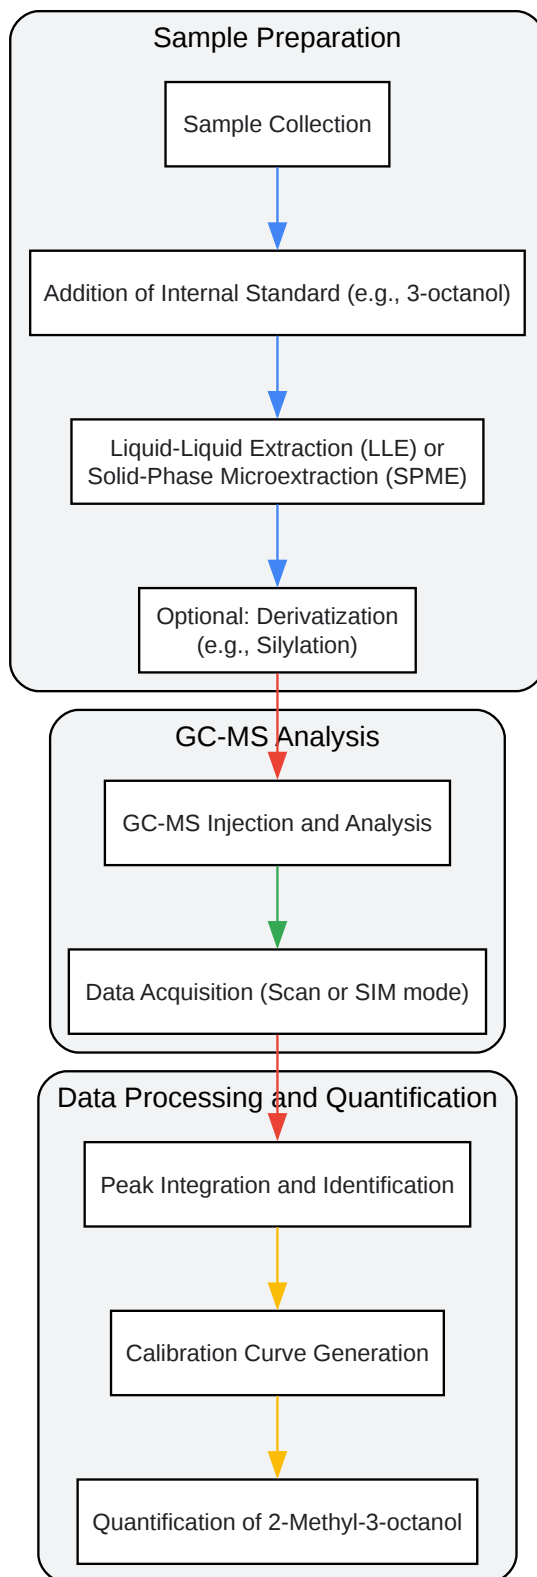 Sample Preparation
Sample Collection
Addition of Internal Standard (e.g., 3-octanol)
Liquid-Liquid Extraction (LLE) or
Solid-Phase Microextraction (SPME)
Optional: Derivatization
(e.g., Silylation)
GC-MS Analysis
GC-MS Injection and Analysis
Data Acquisition (Scan or SIM mode)
Data Processing and Quantification
Peak Integration and Identification
Calibration Curve Generation
Quantification of 2-Methyl-3-octanol